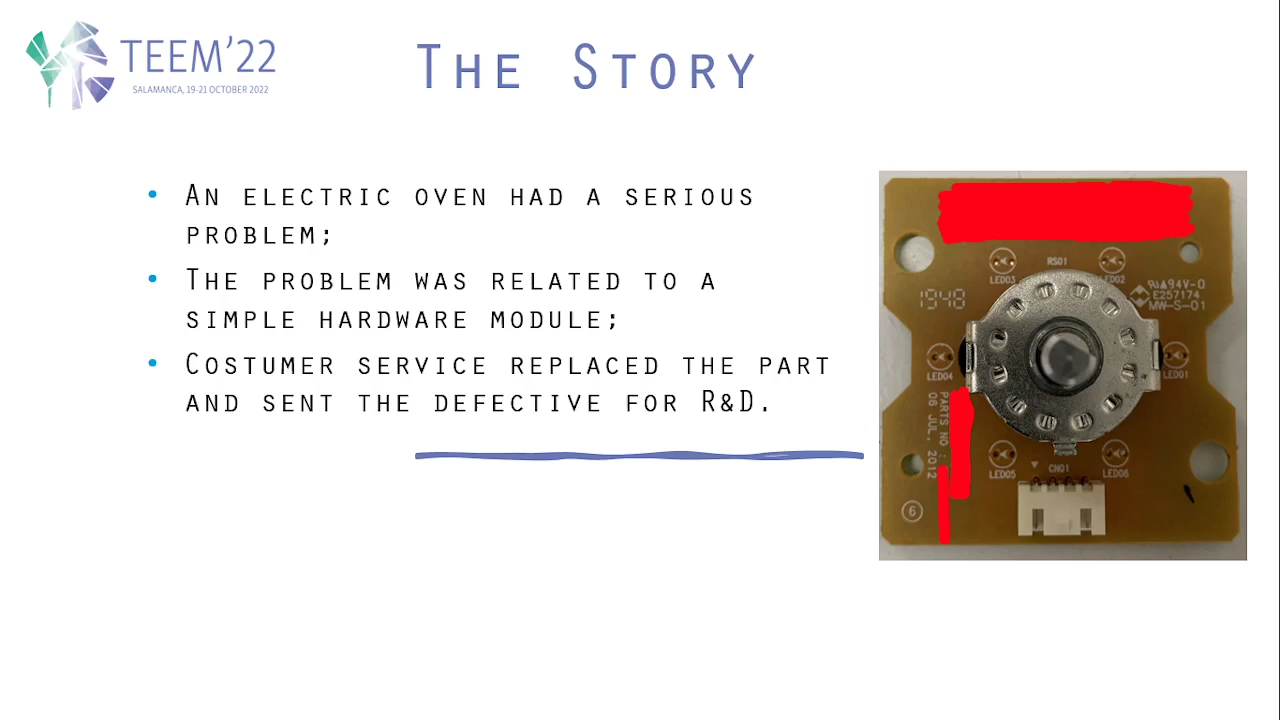 TEEM'22
SALAMANCA, 19-21 OCTOBER 2022
The Story
• An electric oven had a serious
problem;
• The problem was related to a
simple hardware module;
• Costumer service replaced the part
and sent the defective for R&D.
LED3
RS01
LED02
94V-0
E257174
MW-S-01
1948
LED04
LED01
PARTS NO :
06 JUL, 2012
LED05
CN01
LED06
6